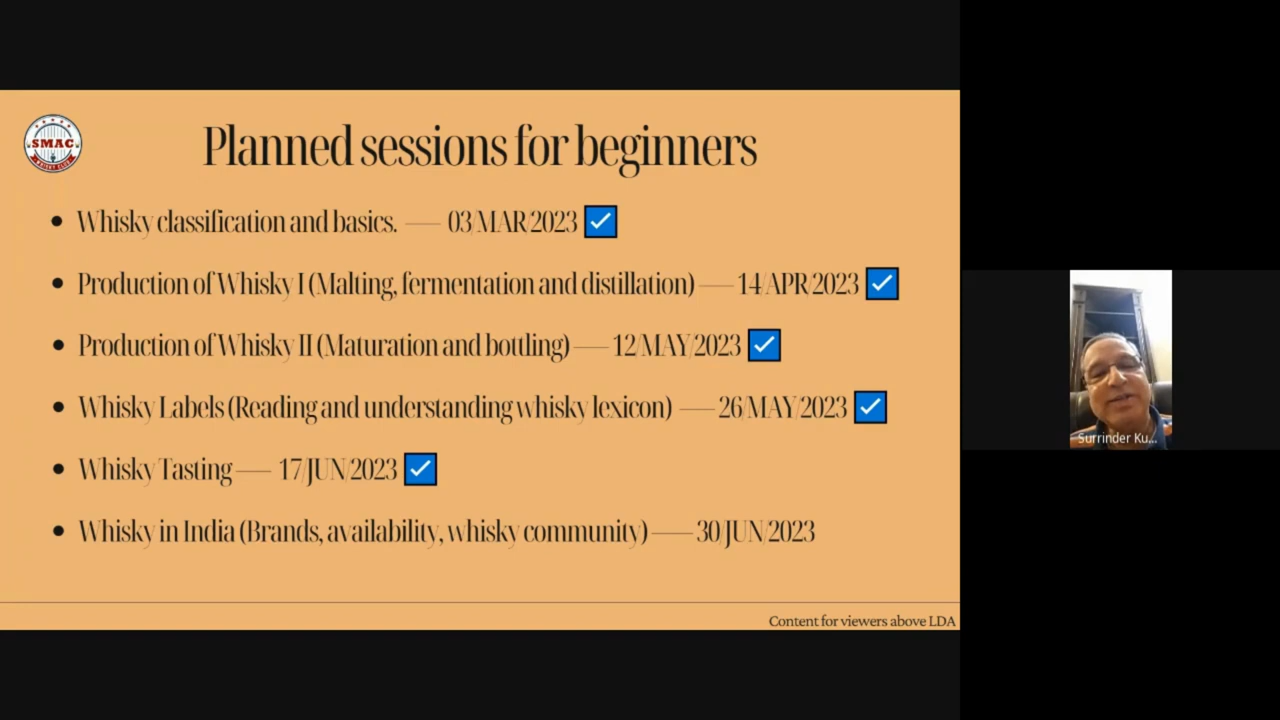 SMAC
Planned sessions for beginners
Whisky classification and basics. — 03/MAR/2023
Production of Whisky I (Malting, fermentation and distillation) — 14/APR/2023
Production of Whisky II (Maturation and bottling) — 12/MAY/2023
Whisky Labels (Reading and understanding whisky lexicon) — 26/MAY/2023
Whisky Tasting — 17/JUN/2023
Whisky in India (Brands, availability, whisky community) — 30/JUN/2023
Content for viewers above LDA
Surrinder Ku...